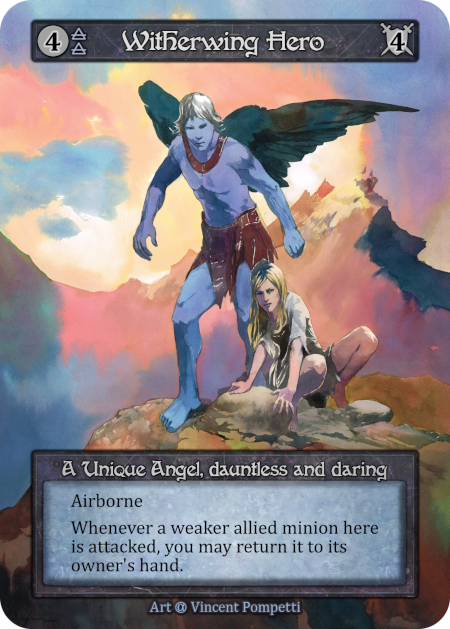 4 Witherwing Hero 4
A Unique Angel, dauntless and daring
Airborne
Whenever a weaker allied minion here
is attacked, you may return it to its
owner's hand.
Art @ Vincent Pompetti